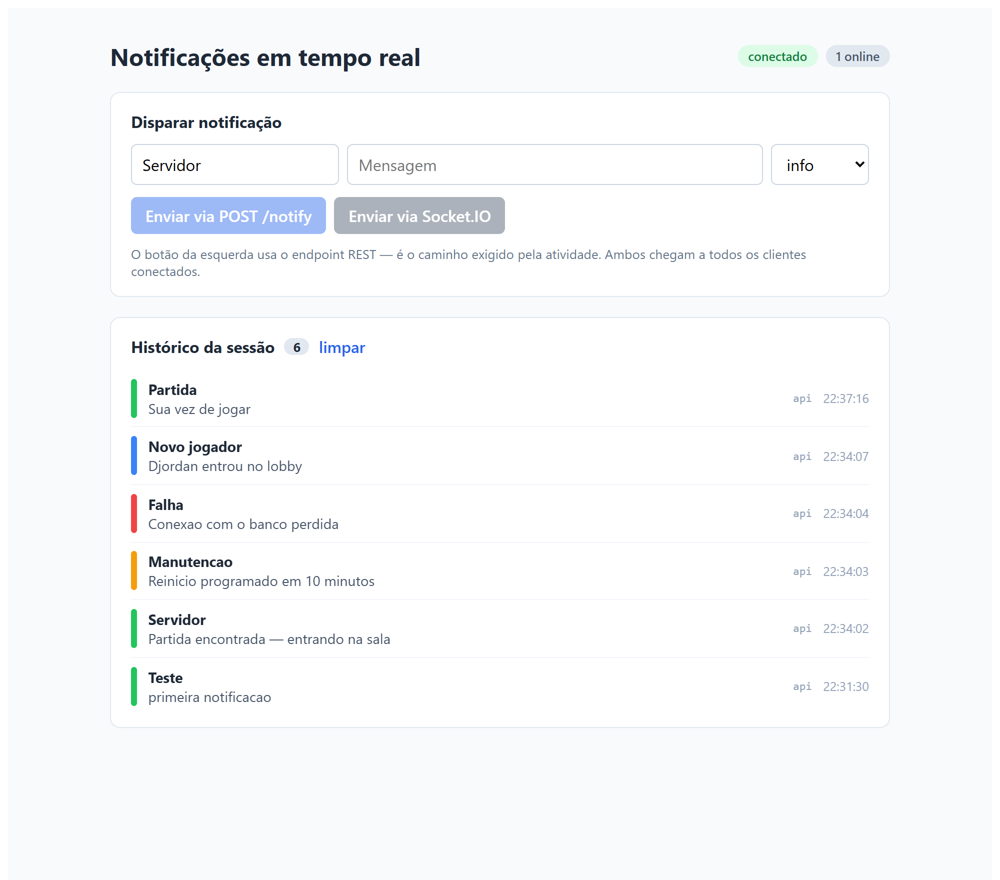 Notificações em tempo real
conectado
1 online
Disparar notificação
Servidor
Mensagem
info
Enviar via POST /notify
Enviar via Socket.IO
O botão da esquerda usa o endpoint REST — é o caminho exigido pela atividade. Ambos chegam a todos os clientes
conectados.
Histórico da sessão 6 limpar
Partida
Sua vez de jogar
api 22:37:16
Novo jogador
Djordan entrou no lobby
api 22:34:07
Falha
Conexao com o banco perdida
api 22:34:04
Manutencao
Reinicio programado em 10 minutos
api 22:34:03
Servidor
Partida encontrada — entrando na sala
api 22:34:02
Teste
primeira notificacao
api 22:31:30